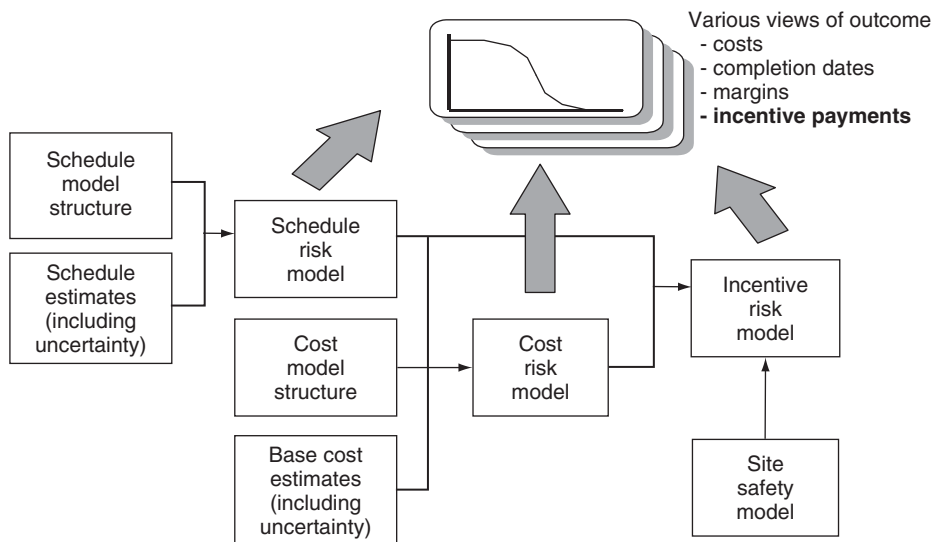 Various views of outcome
- costs
- completion dates
- margins
- incentive payments
Schedule
model
structure
Schedule
estimates
(including
uncertainty)
Schedule
risk
model
Cost
model
structure
Base cost
estimates
(including
uncertainty)
Cost
risk
model
Incentive
risk
model
Site
safety
model